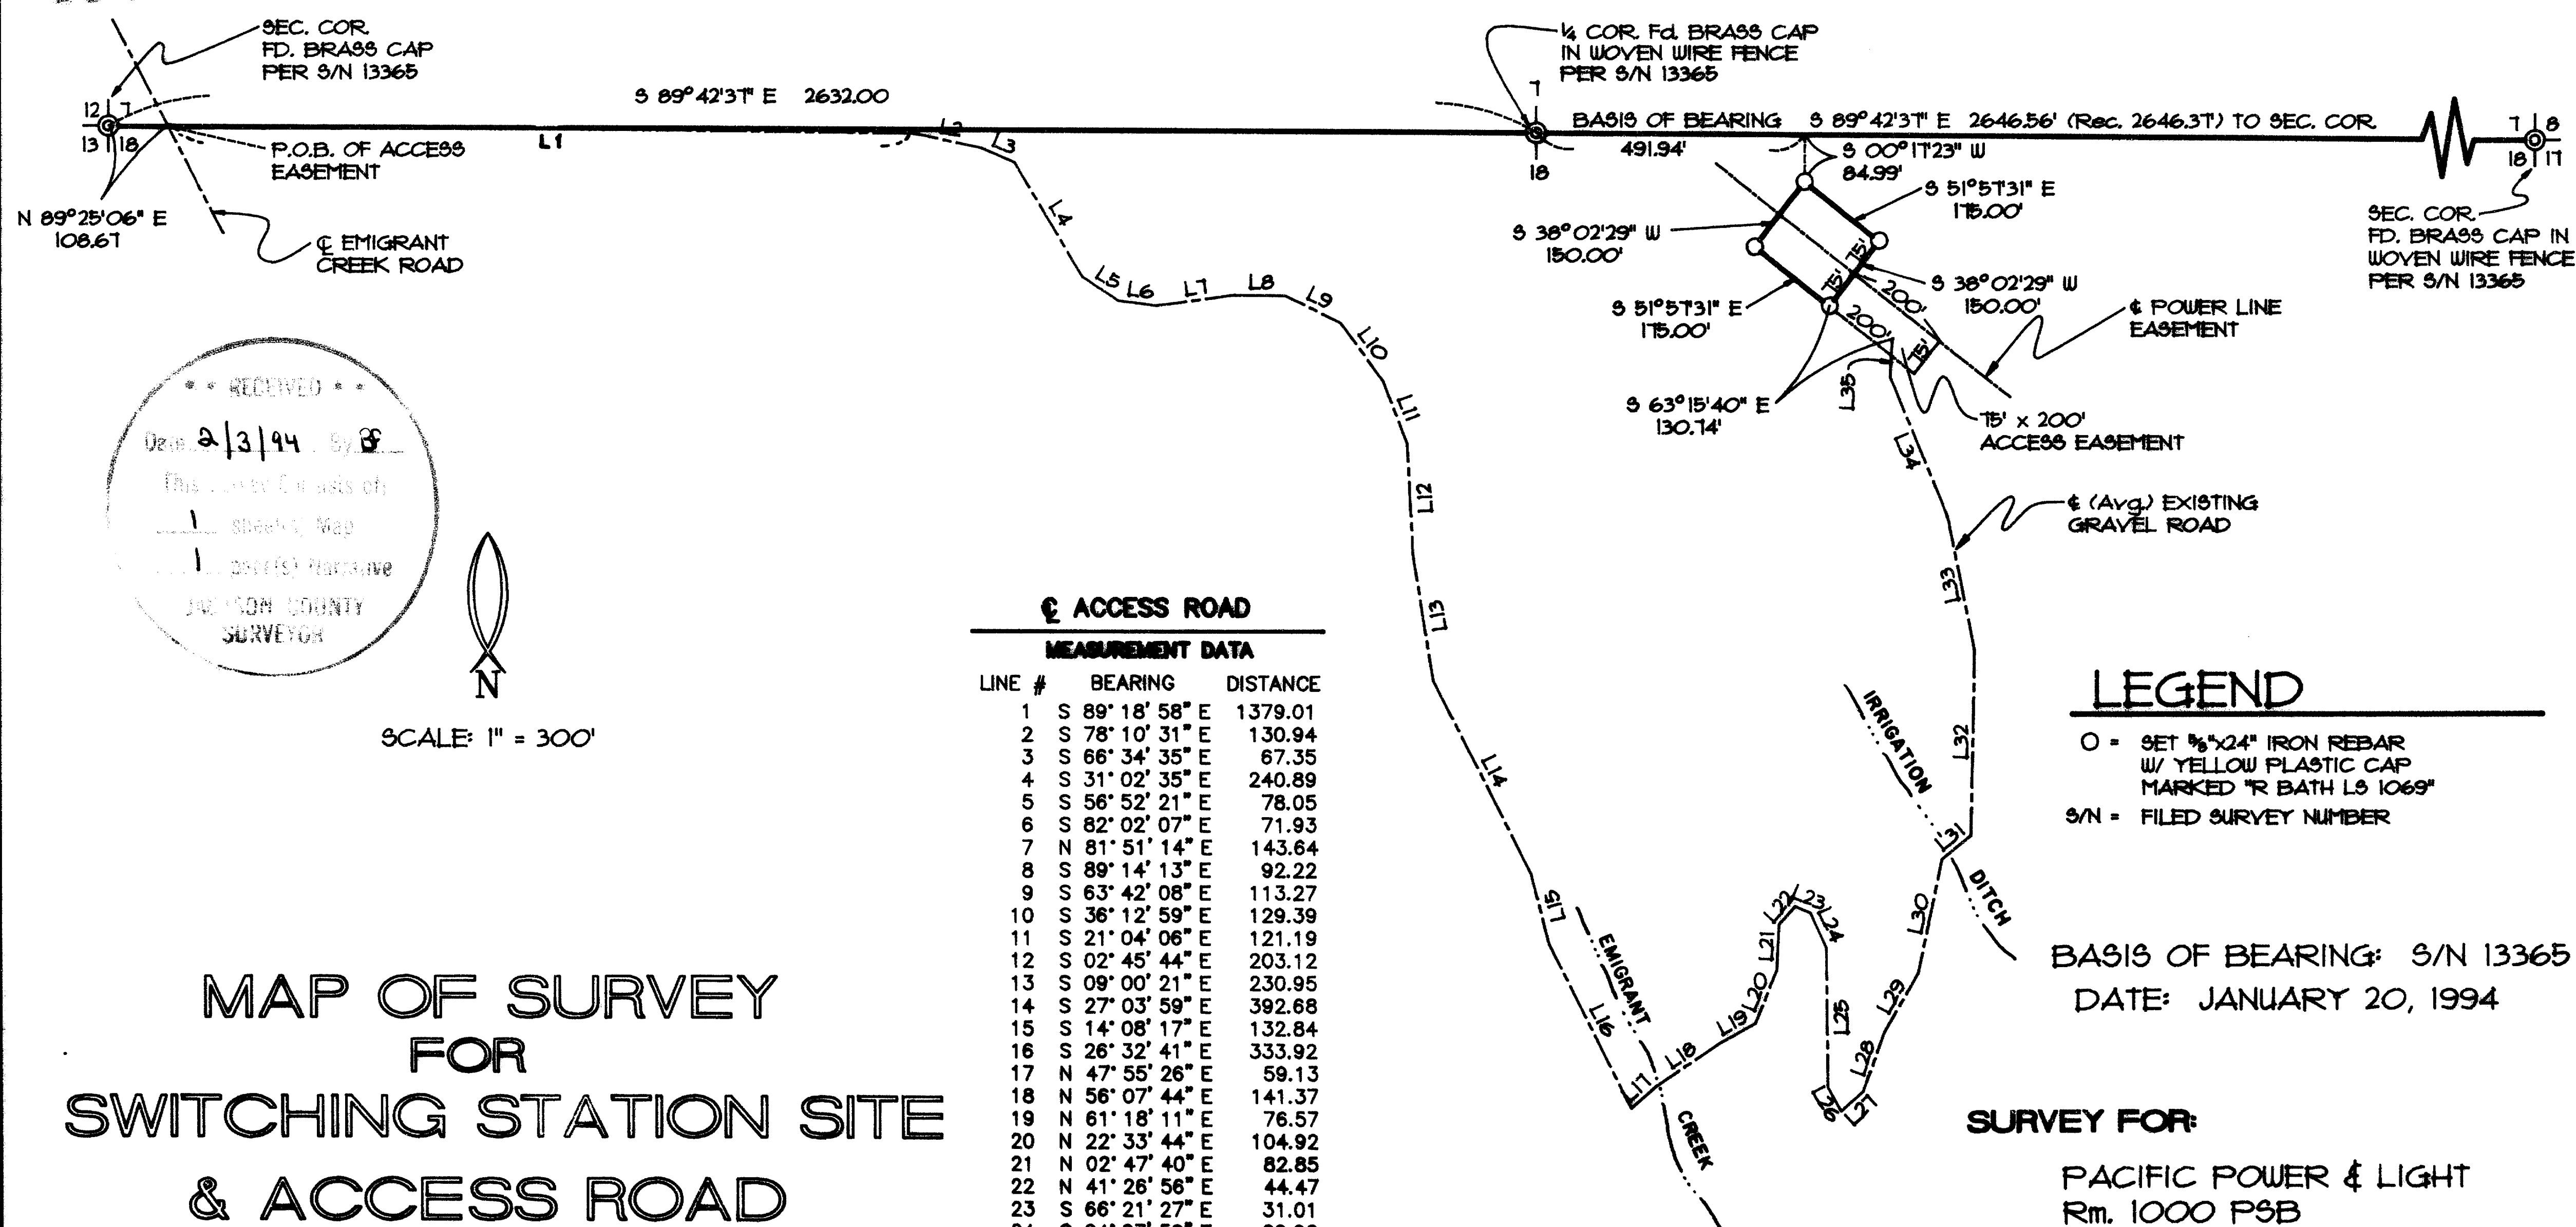 SEC. COR.
FD. BRASS CAP
PER S/N 13365
12 7
13 18
S 89°42'37" E 2632.00
L1
L2
L3
P.O.B. OF ACCESS
EASEMENT
N 89°25'06" E
108.67
℄ EMIGRANT
CREEK ROAD
¼ COR. Fd. BRASS CAP
IN WOVEN WIRE FENCE
PER S/N 13365
7
18
BASIS OF BEARING S 89°42'37" E 2646.56' (Rec. 2646.37') TO SEC. COR.
491.94'
S 00°17'23" W
84.99'
S 51°57'31" E
175.00'
7 8
18 17
SEC. COR.
FD. BRASS CAP IN
WOVEN WIRE FENCE
PER S/N 13365
S 38°02'29" W
150.00'
75'
75'
S 38°02'29" W
150.00'
200'
200'
75'
S 51°57'31" E
175.00'
℄ POWER LINE
EASEMENT
S 63°15'40" E
130.74'
75' x 200'
ACCESS EASEMENT
℄ (Avg.) EXISTING
GRAVEL ROAD
L4
L5
L6
L7
L8
L9
L10
L11
L12
L13
L14
L15
L16
L17
L18
L19
L20
L21
L22
L23
L24
L25
L26
L27
L28
L29
L30
L31
L32
L33
L34
L35
IRRIGATION
DITCH
EMIGRANT
CREEK
* * RECEIVED * *
Date 2/3/94 By BF
This Survey Consists of:
1 sheet(s) Map
1 page(s) Narrative
JACKSON COUNTY
SURVEYOR
N
SCALE: 1" = 300'
℄ ACCESS ROAD
MEASUREMENT DATA
LINE # BEARING DISTANCE
1 S 89° 18' 58" E 1379.01
2 S 78° 10' 31" E 130.94
3 S 66° 34' 35" E 67.35
4 S 31° 02' 35" E 240.89
5 S 56° 52' 21" E 78.05
6 S 82° 02' 07" E 71.93
7 N 81° 51' 14" E 143.64
8 S 89° 14' 13" E 92.22
9 S 63° 42' 08" E 113.27
10 S 36° 12' 59" E 129.39
11 S 21° 04' 06" E 121.19
12 S 02° 45' 44" E 203.12
13 S 09° 00' 21" E 230.95
14 S 27° 03' 59" E 392.68
15 S 14° 08' 17" E 132.84
16 S 26° 32' 41" E 333.92
17 N 47° 55' 26" E 59.13
18 N 56° 07' 44" E 141.37
19 N 61° 18' 11" E 76.57
20 N 22° 33' 44" E 104.92
21 N 02° 47' 40" E 82.85
22 N 41° 26' 56" E 44.47
23 S 66° 21' 27" E 31.01
LEGEND
O = SET 5/8"x24" IRON REBAR
W/ YELLOW PLASTIC CAP
MARKED "R BATH LS 1069"
S/N = FILED SURVEY NUMBER
BASIS OF BEARING: S/N 13365
DATE: JANUARY 20, 1994
MAP OF SURVEY
FOR
SWITCHING STATION SITE
& ACCESS ROAD
SURVEY FOR:
PACIFIC POWER & LIGHT
Rm. 1000 PSB